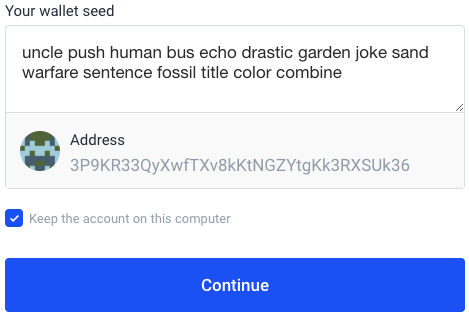 Your wallet seed
uncle push human bus echo drastic garden joke sand
warfare sentence fossil title color combine
Address
3P9KR33QyXwfTXv8kKtNGZYtgKk3RXSUk36
Keep the account on this computer
Continue